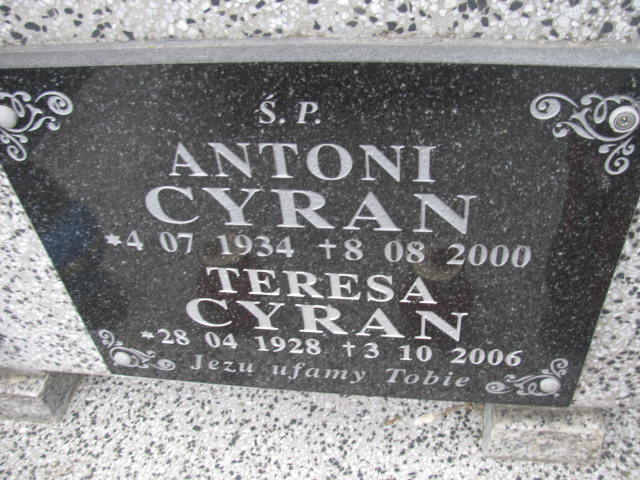 Ś. P.
ANTONI
CYRAN
*4 07 1934 †8 08 2000
TERESA
CYRAN
*28 04 1928 †3 10 2006
Jezu ufamy Tobie